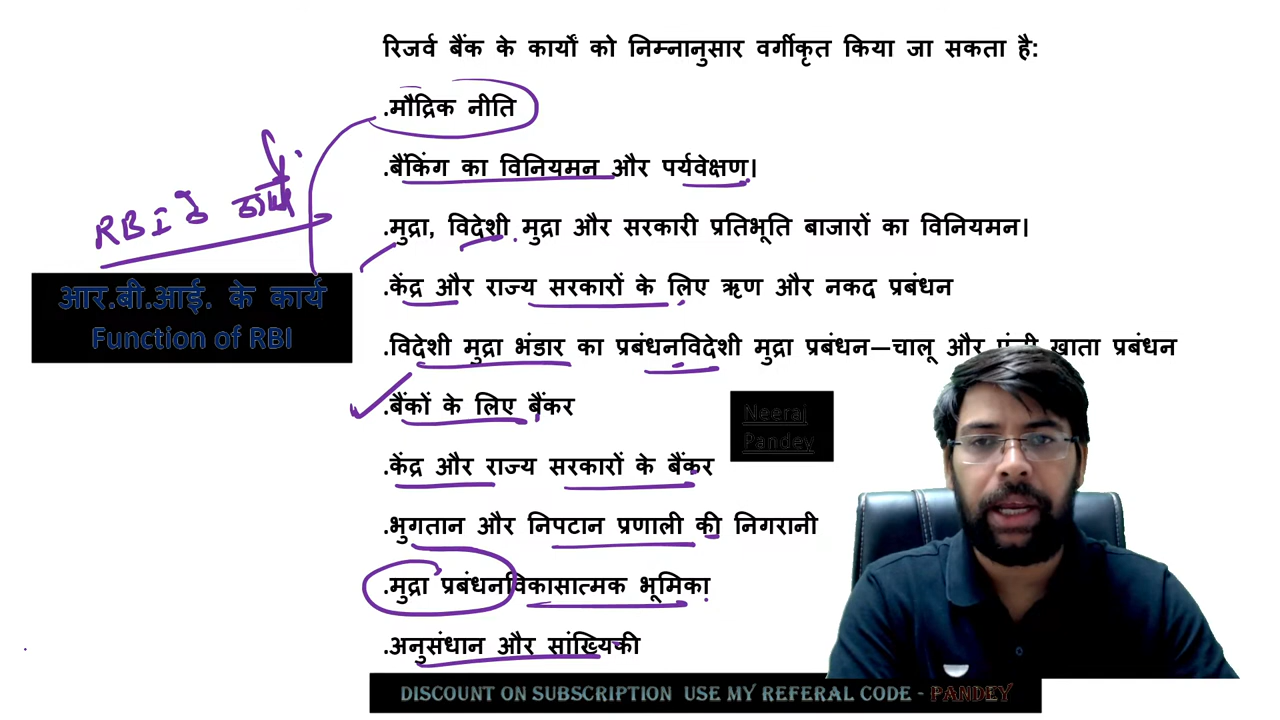 रिजर्व बैंक के कार्यों को निम्नानुसार वर्गीकृत किया जा सकता है:
.मौद्रिक नीति
.बैंकिंग का विनियमन और पर्यवेक्षण।
RBI के कार्य
.मुद्रा, विदेशी मुद्रा और सरकारी प्रतिभूति बाजारों का विनियमन।
.केंद्र और राज्य सरकारों के लिए ऋण और नकद प्रबंधन
आर.बी.आई. के कार्य
Function of RBI
.विदेशी मुद्रा भंडार का प्रबंधनविदेशी मुद्रा प्रबंधन—चालू और पूंजी खाता प्रबंधन
.बैंकों के लिए बैंकर
Neeraj
Pandey
.केंद्र और राज्य सरकारों के बैंकर
.भुगतान और निपटान प्रणाली की निगरानी
.मुद्रा प्रबंधनविकासात्मक भूमिका
.अनुसंधान और सांख्यिकी
DISCOUNT ON SUBSCRIPTION USE MY REFERAL CODE - PANDEY